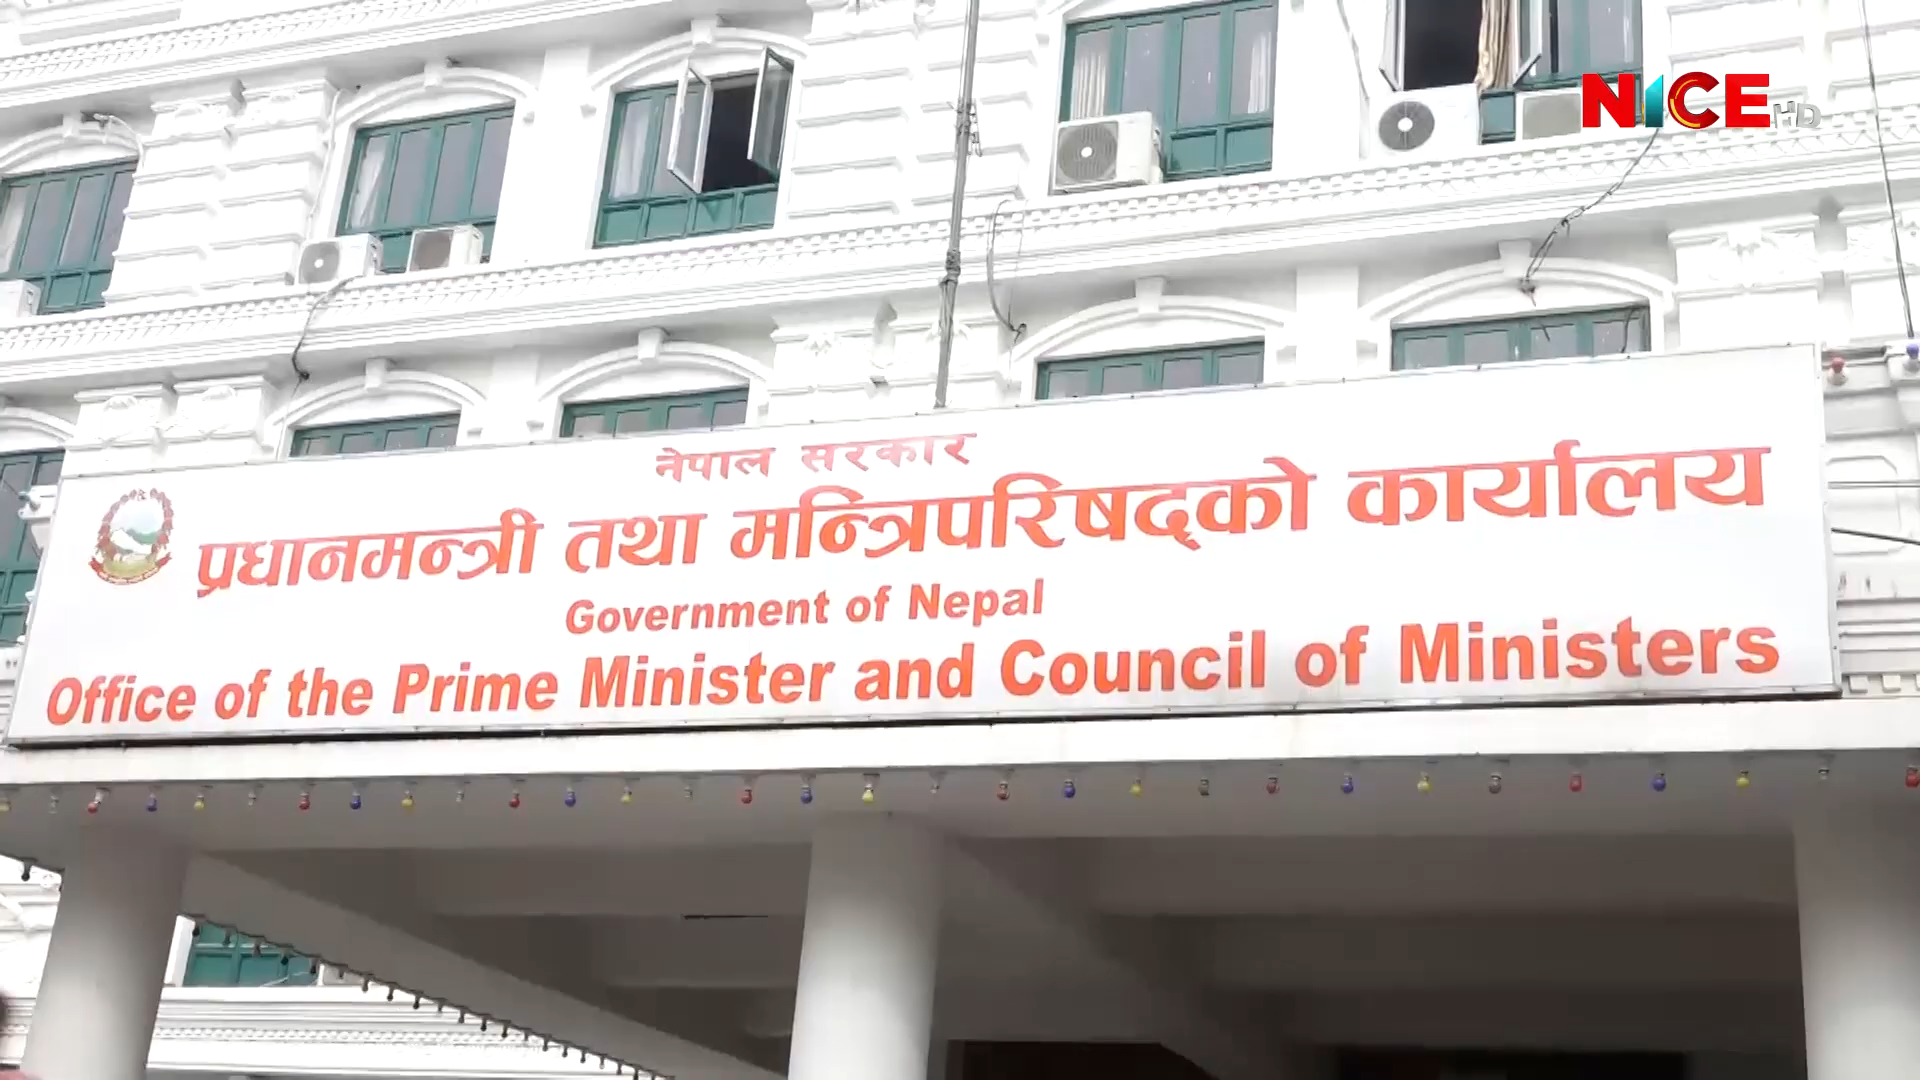 NICE HD
नेपाल सरकार
प्रधानमन्त्री तथा मन्त्रिपरिषद्को कार्यालय
Government of Nepal
Office of the Prime Minister and Council of Ministers